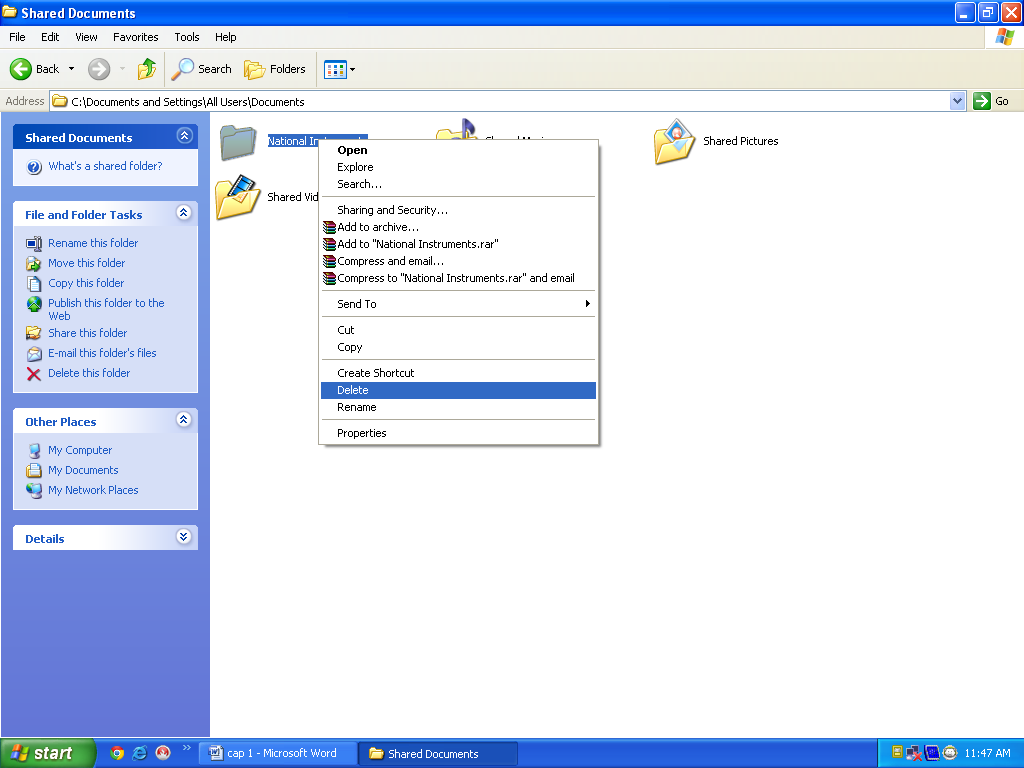 Shared Documents
File Edit View Favorites Tools Help
Back Search Folders
Address C:\Documents and Settings\All Users\Documents Go
Shared Documents
What's a shared folder?
File and Folder Tasks
Rename this folder
Move this folder
Copy this folder
Publish this folder to the
Web
Share this folder
E-mail this folder's files
Delete this folder
Other Places
My Computer
My Documents
My Network Places
Details
National Shared Shared Pictures
Shared
Open
Explore
Search...
Sharing and Security...
Add to archive...
Add to "National Instruments.rar"
Compress and email...
Compress to "National Instruments.rar" and email
Send To
Cut
Copy
Create Shortcut
Delete
Rename
Properties
start cap 1 - Microsoft Word Shared Documents 11:47 AM